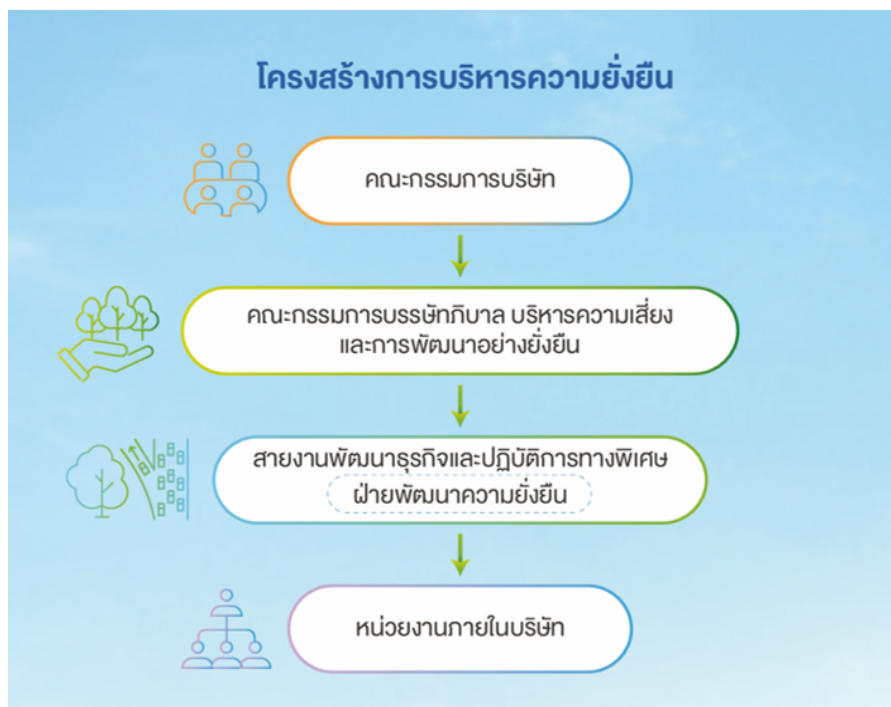 โครงสร้างการบริหารความยั่งยืน
คณะกรรมการบริษัท
คณะกรรมการบรรษัทภิบาล บริหารความเสี่ยง
และการพัฒนาอย่างยั่งยืน
สายงานพัฒนาธุรกิจและปฏิบัติการทางพิเศษ
ฝ่ายพัฒนาความยั่งยืน
หน่วยงานภายในบริษัท